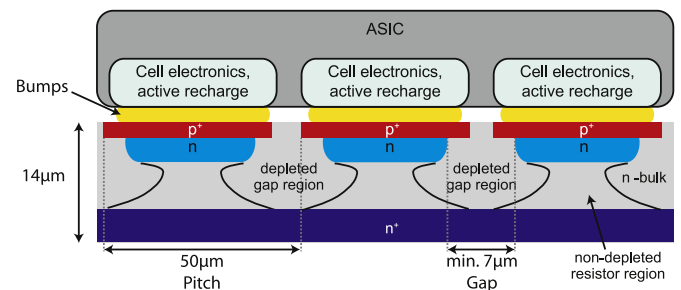 ASIC
Cell electronics,
active recharge
Cell electronics,
active recharge
Cell electronics,
active recharge
Bumps
p+
p+
p+
n
n
n
14μm
depleted
gap region
depleted
gap region
n -bulk
n+
50μm
Pitch
min. 7μm
Gap
non-depleted
resistor region